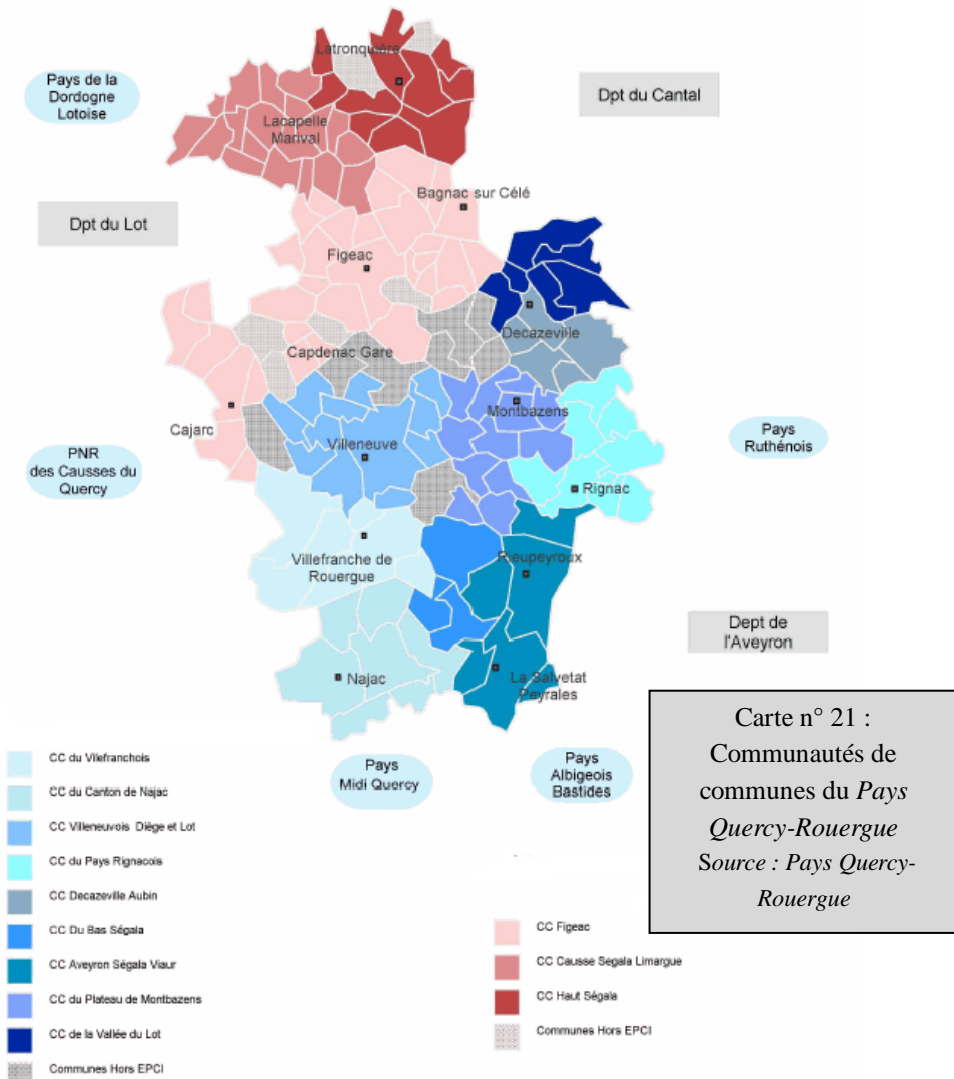 Latronquière
Pays de la
Dordogne
Lotoise
Dpt du Cantal
Lacapelle
Marival
Bagnac sur Célé
Dpt du Lot
Figeac
Decazeville
Capdenac Gare
Montbazens
Cajarc
Villeneuve
Pays
Ruthénois
PNR
des Causses du
Quercy
Rignac
Villefranche de
Rouergue
Rieupeyroux
Dept de
l'Aveyron
Najac
La Salvetat
Peyrales
Pays
Midi Quercy
Pays
Albigeois
Bastides
Carte n° 21 :
Communautés de
communes du Pays
Quercy-Rouergue
Source : Pays Quercy-
Rouergue
CC du Vilefranchois
CC du Canton de Najac
CC Villeneuvois Diège et Lot
CC du Pays Rignacois
CC Decazeville Aubin
CC Du Bas Ségala
CC Aveyron Ségala Viaur
CC du Plateau de Montbazens
CC de la Vallée du Lot
Communes Hors EPCI
CC Figeac
CC Causse Segala Limargue
CC Haut Ségala
Communes Hors EPCI